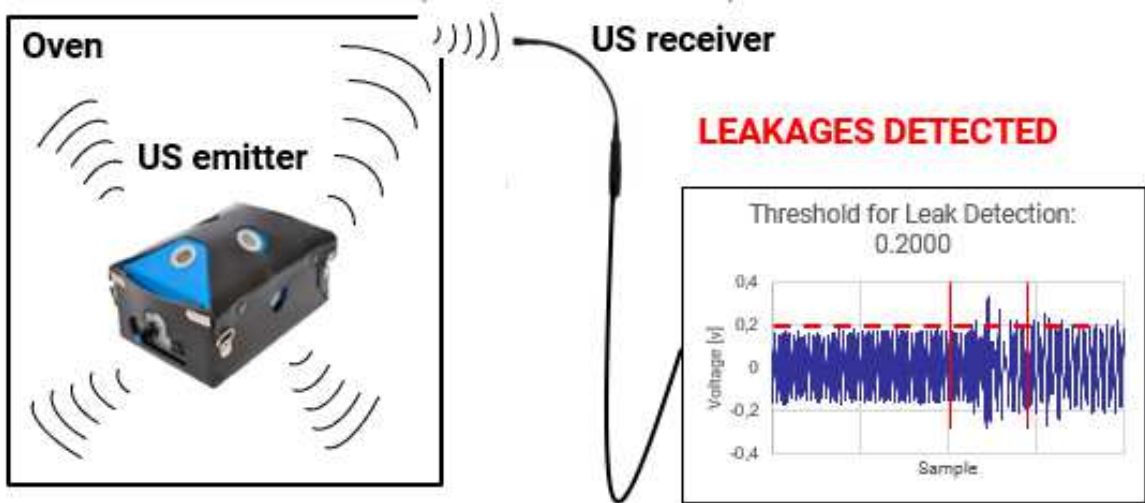 Oven
US receiver
US emitter
LEAKAGES DETECTED
Threshold for Leak Detection:
0.2000
0,4
0,2
0
-0,2
-0,4
Voltage [v]
Sample